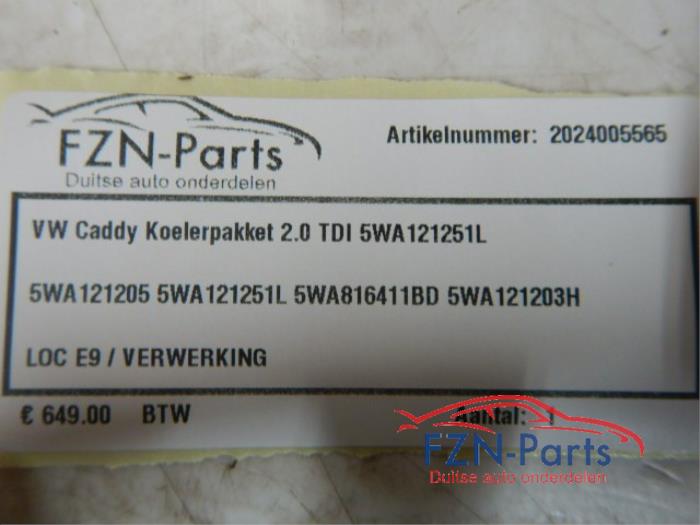 FZN-Parts
Duitse auto onderdelen
Artikelnummer: 2024005565
VW Caddy Koelerpakket 2.0 TDI 5WA121251L
5WA121205 5WA121251L 5WA816411BD 5WA121203H
LOC E9 / VERWERKING
€ 649.00 BTW Aantal: 1
FZN-Parts
Duitse auto onderdelen